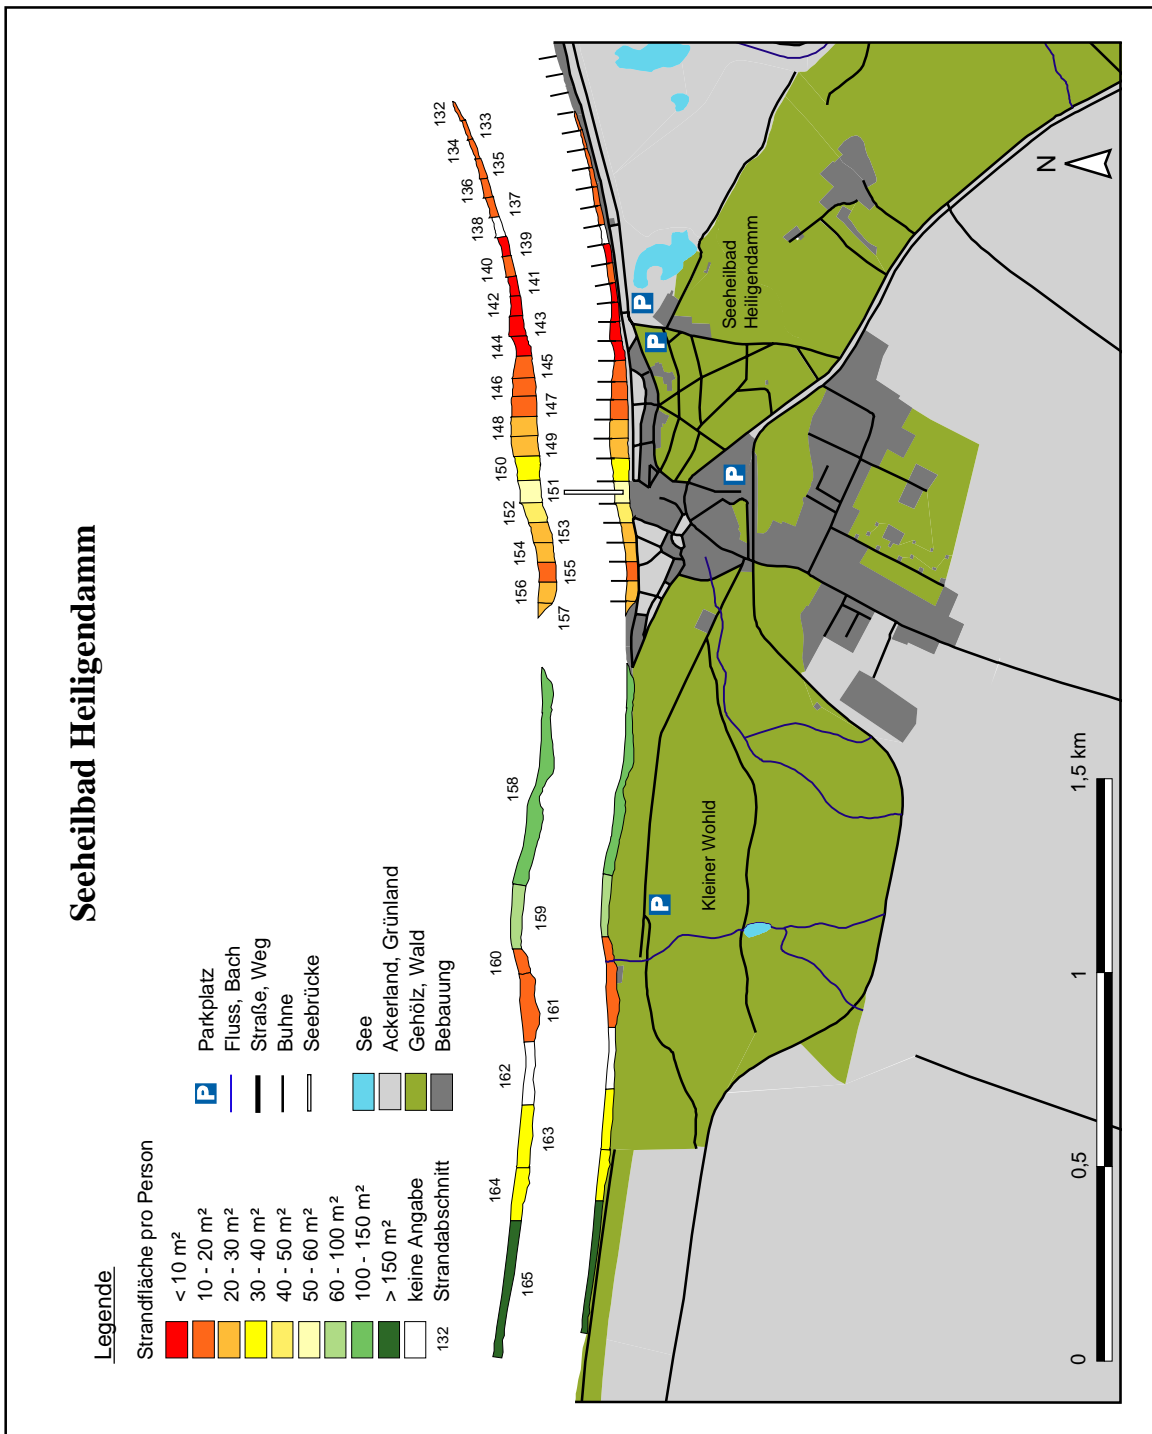 Seeheilbad Heiligendamm
Legende
Strandfläche pro Person
< 10 m²
10 - 20 m²
20 - 30 m²
30 - 40 m²
40 - 50 m²
50 - 60 m²
60 - 100 m²
100 - 150 m²
> 150 m²
keine Angabe
132 Strandabschnitt
P Parkplatz
Fluss, Bach
Straße, Weg
Buhne
Seebrücke
See
Ackerland, Grünland
Gehölz, Wald
Bebauung
165
164
163
162
161
160
159
158
157
156
155
154
153
152
151
150
149
148
147
146
145
144
143
142
141
140
139
138
137
136
135
134
133
132
P
P
P
P
Kleiner Wohld
Seeheilbad
Heiligendamm
N
0
0,5
1
1,5 km